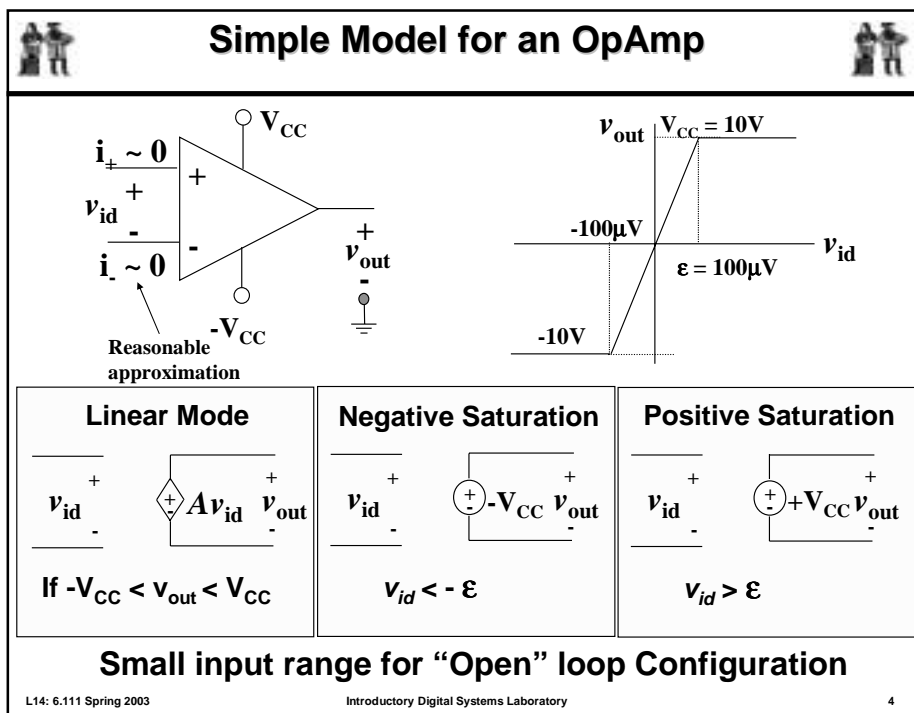 Simple Model for an OpAmp
V_CC
i_+ ~ 0
+
+
v_id
-
-
i_- ~ 0
+
v_out
-
-V_CC
Reasonable
approximation
v_out
V_CC = 10V
-100μV
v_id
ε = 100μV
-10V
Linear Mode
v_id
+
-
+
-
Av_id
+
v_out
-
If -V_CC < v_out < V_CC
Negative Saturation
v_id
+
-
+
-
-V_CC
+
v_out
-
v_id < - ε
Positive Saturation
v_id
+
-
+
-
+V_CC
+
v_out
-
v_id > ε
Small input range for “Open” loop Configuration
L14: 6.111 Spring 2003
Introductory Digital Systems Laboratory
4